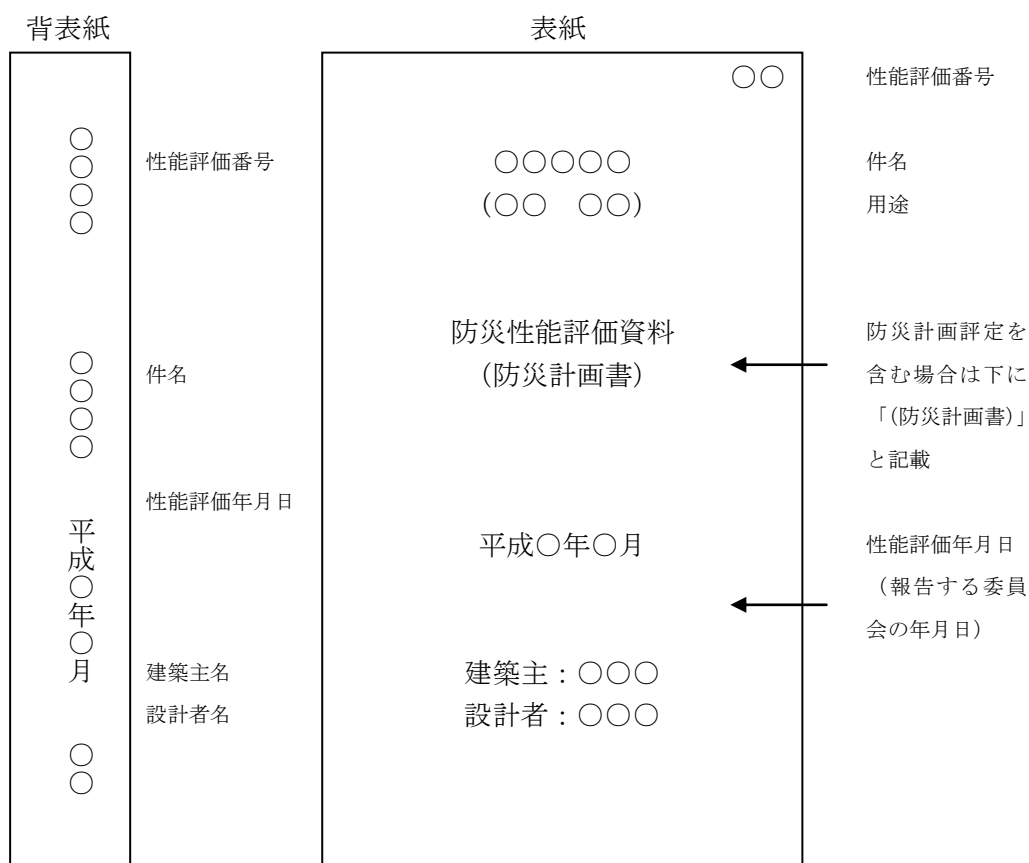 背表紙
表紙
○○○○
性能評価番号
○○○○
件名
性能評価年月日
平成○年○月
建築主名
設計者名
○○
○○
○○○○○
(○○　○○)
防災性能評価資料
(防災計画書)
平成○年○月
建築主：○○○
設計者：○○○
性能評価番号
件名
用途
防災計画評定を
含む場合は下に
「(防災計画書)」
と記載
性能評価年月日
（報告する委員
会の年月日）